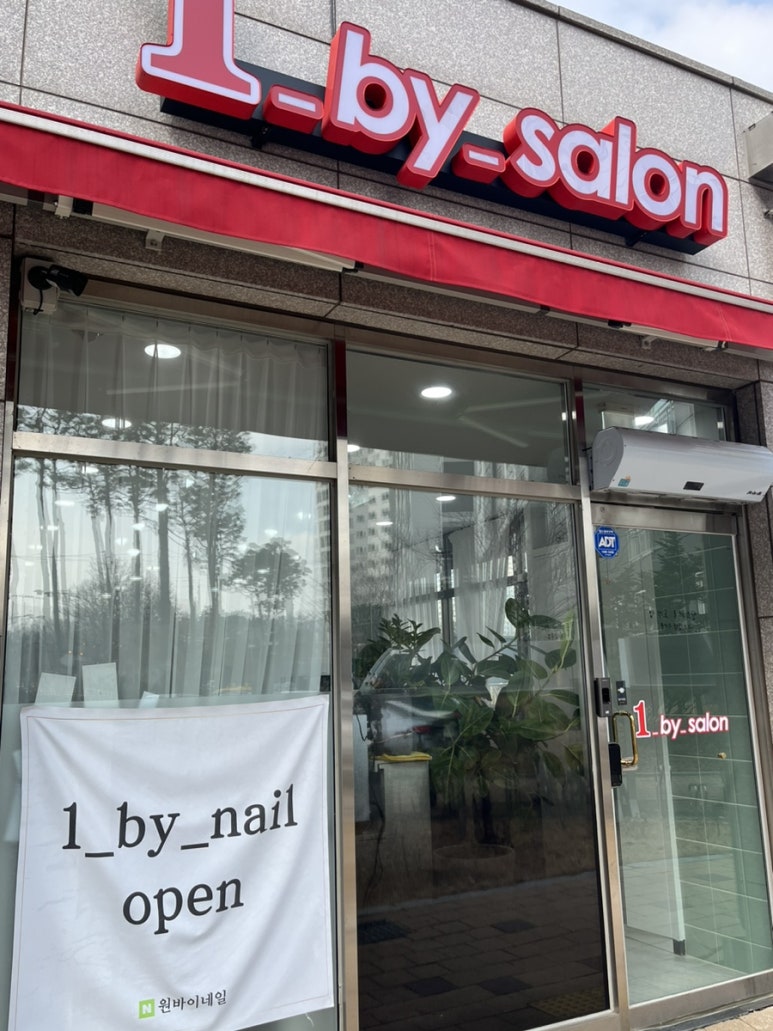 1_by_salon
ADT
1_by_salon
1_by_nail
open
N 원바이네일